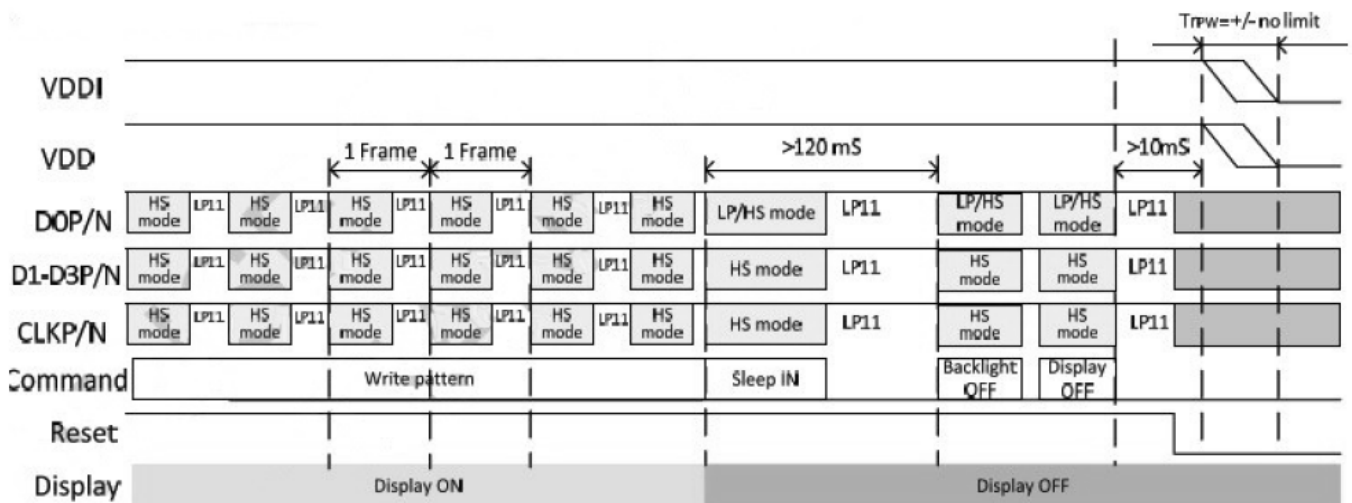 TrPW=+/- no limit
VDDI
VDD
1 Frame
1 Frame
>120 mS
>10mS
D0P/N
HS mode
LP11
HS mode
LP11
HS mode
LP11
HS mode
LP11
HS mode
LP11
HS mode
LP/HS mode
LP11
LP/HS mode
LP/HS mode
LP11
D1-D3P/N
HS mode
LP11
HS mode
LP11
HS mode
LP11
HS mode
LP11
HS mode
LP11
HS mode
HS mode
LP11
HS mode
HS mode
LP11
CLKP/N
HS mode
LP11
HS mode
LP11
HS mode
LP11
HS mode
LP11
HS mode
LP11
HS mode
HS mode
LP11
HS mode
HS mode
LP11
Command
Write pattern
Sleep IN
Backlight OFF
Display OFF
Reset
Display
Display ON
Display OFF